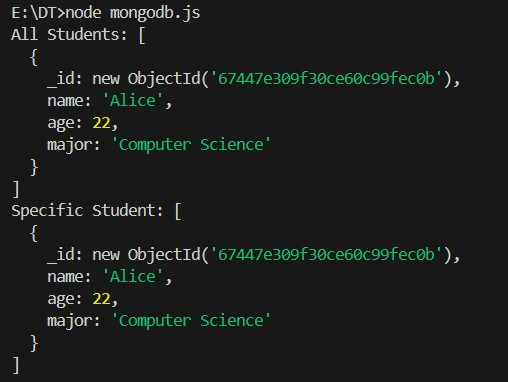 E:\DT>node mongodb.js
All Students: [
  {
    _id: new ObjectId('67447e309f30ce60c99fec0b'),
    name: 'Alice',
    age: 22,
    major: 'Computer Science'
  }
]
Specific Student: [
  {
    _id: new ObjectId('67447e309f30ce60c99fec0b'),
    name: 'Alice',
    age: 22,
    major: 'Computer Science'
  }
]